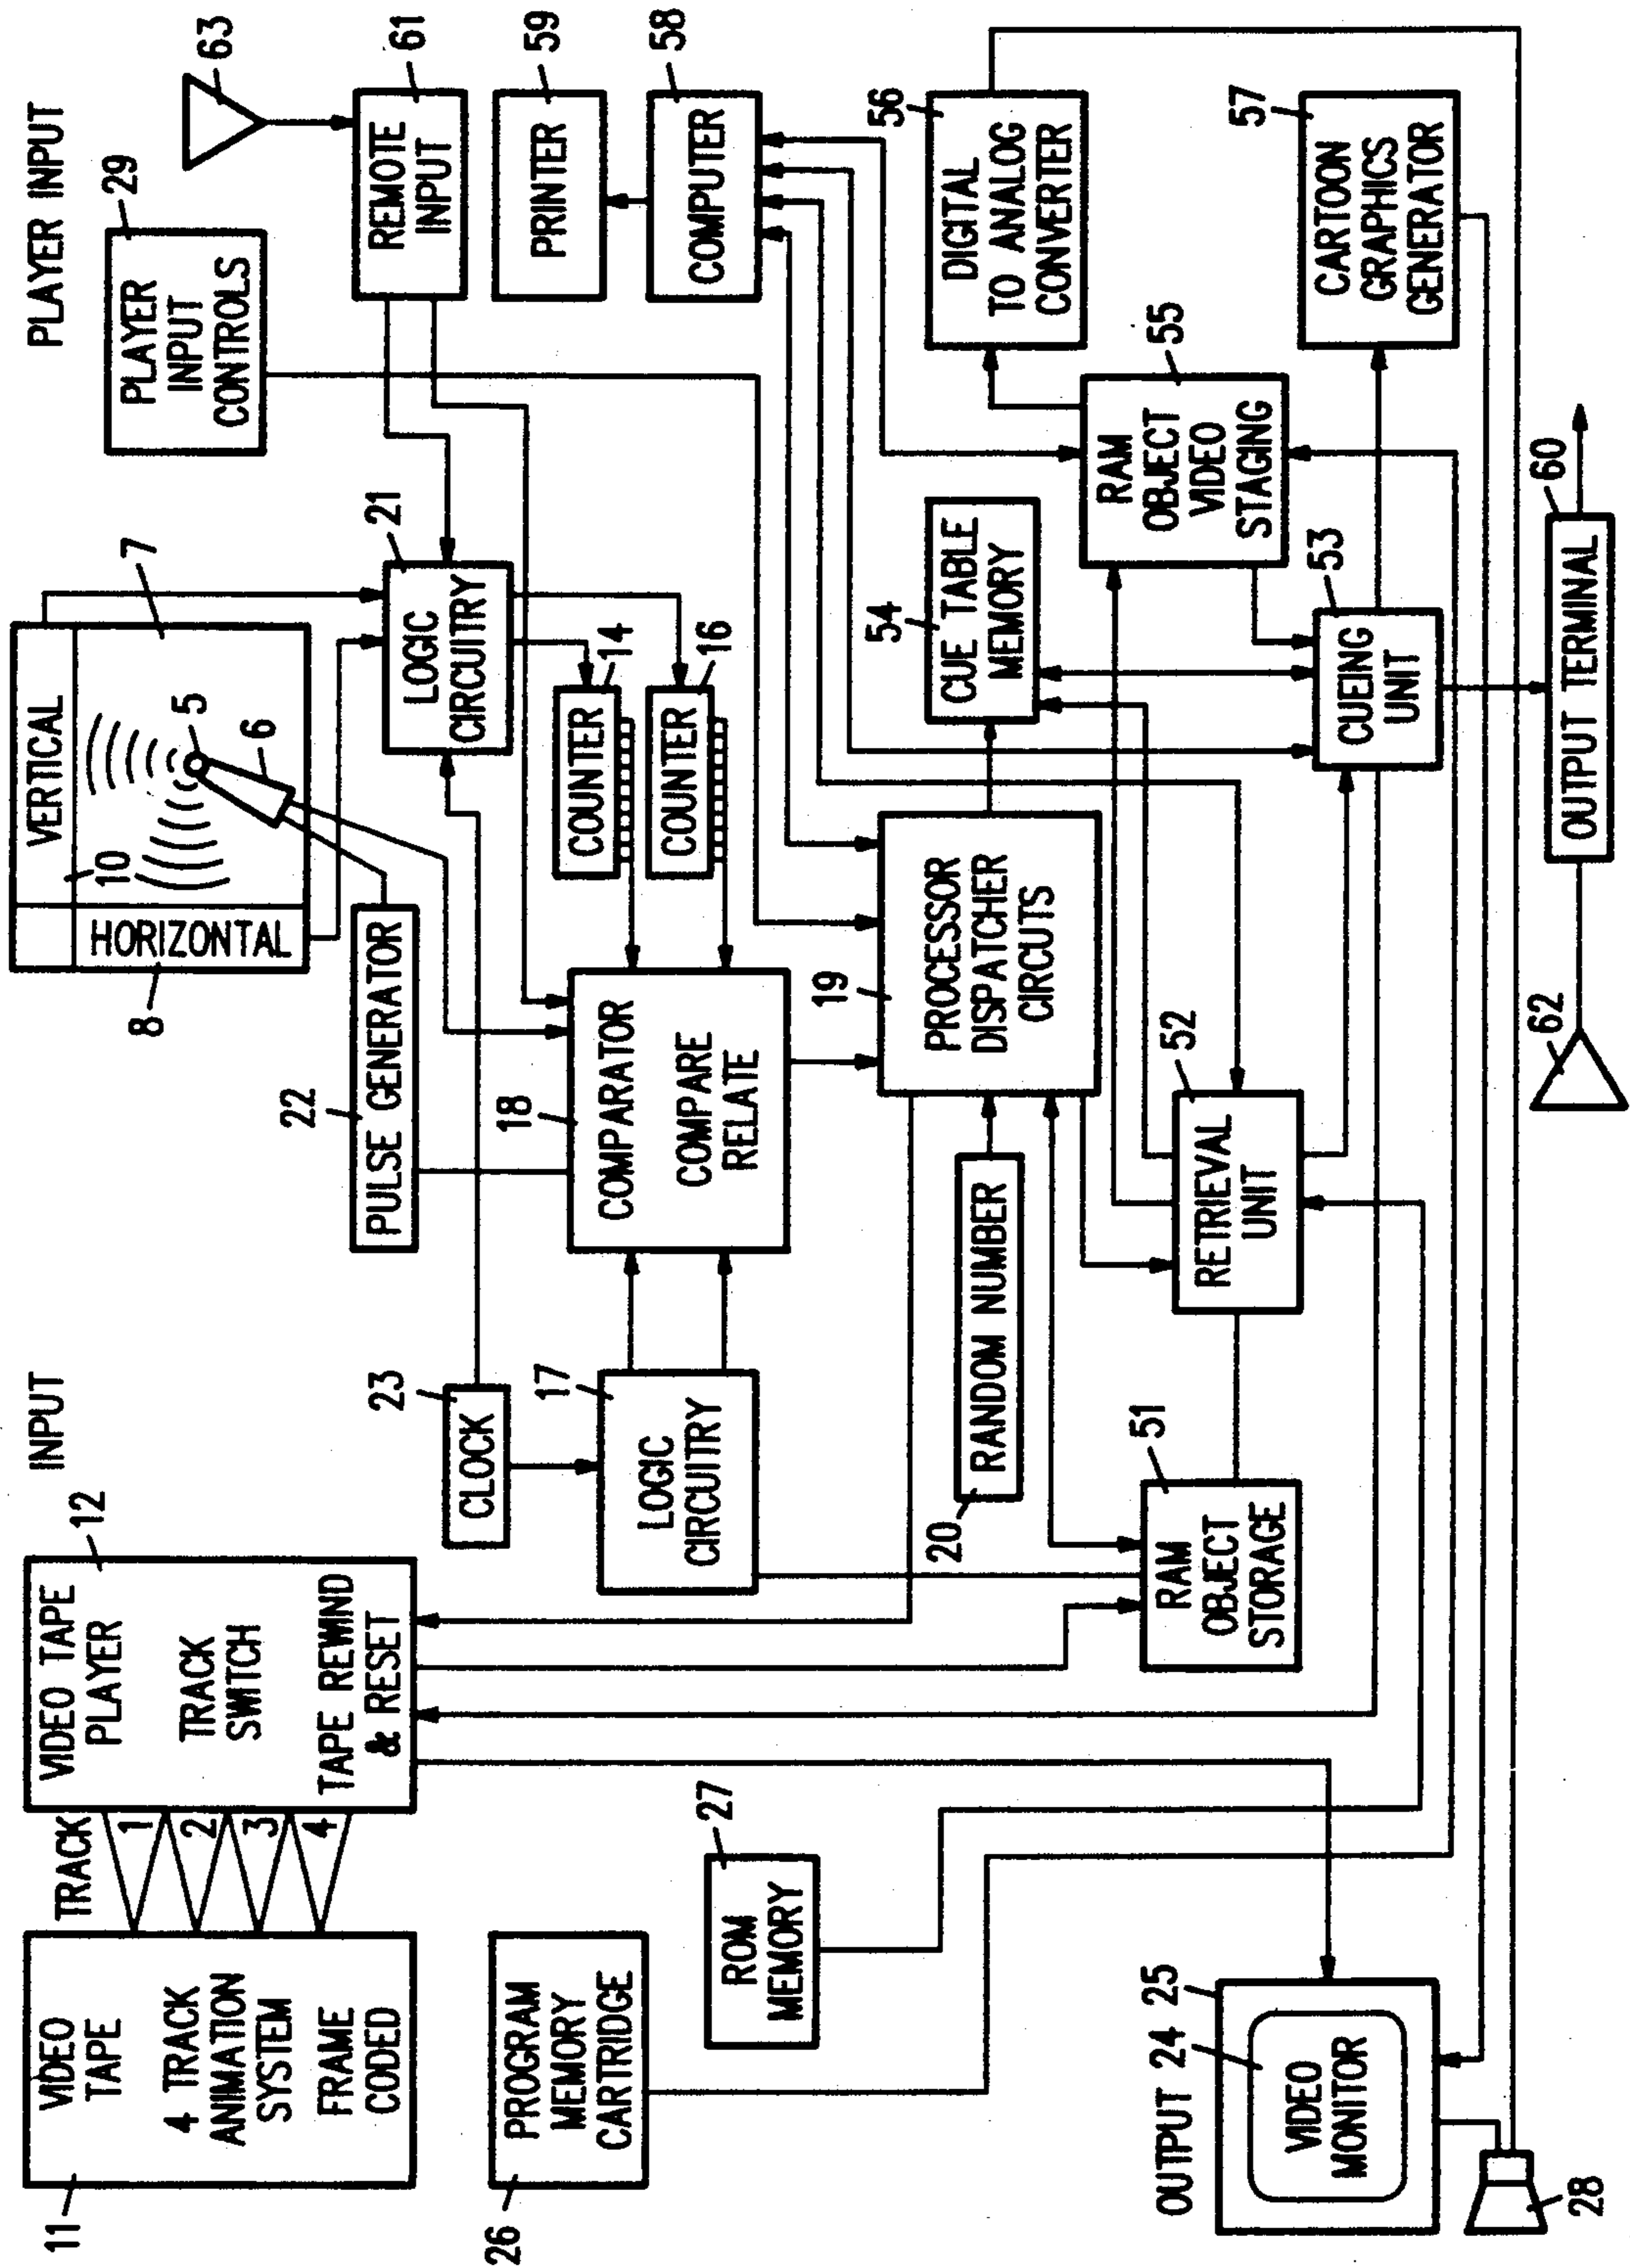 INPUT
PLAYER INPUT
11
VIDEO
TAPE
4 TRACK
ANIMATION
SYSTEM
FRAME
CODED
TRACK
1
2
3
4
12
VIDEO TAPE
PLAYER
TRACK
SWITCH
TAPE REWIND
& RESET
8
HORIZONTAL
10
VERTICAL
5
6
7
29
PLAYER
INPUT
CONTROLS
63
22
PULSE GENERATOR
61
REMOTE
INPUT
23
CLOCK
21
LOGIC
CIRCUITRY
59
PRINTER
26
PROGRAM
MEMORY
CARTRIDGE
17
LOGIC
CIRCUITRY
18
COMPARATOR
COMPARE
RELATE
COUNTER
14
COUNTER
16
58
COMPUTER
27
ROM
MEMORY
20
RANDOM NUMBER
19
PROCESSOR
DISPATCHER
CIRCUTS
54
CUE TABLE
MEMORY
56
DIGITAL
TO ANALOG
CONVERTER
51
RAM
OBJECT
STORAGE
52
RETRIEVAL
UNIT
55
RAM
OBJECT
VIDEO
STAGING
OUTPUT
24
25
VIDEO
MONITOR
53
CUEING
UNIT
57
CARTOON
GRAPHICS
GENERATOR
28
62
OUTPUT TERMINAL
60